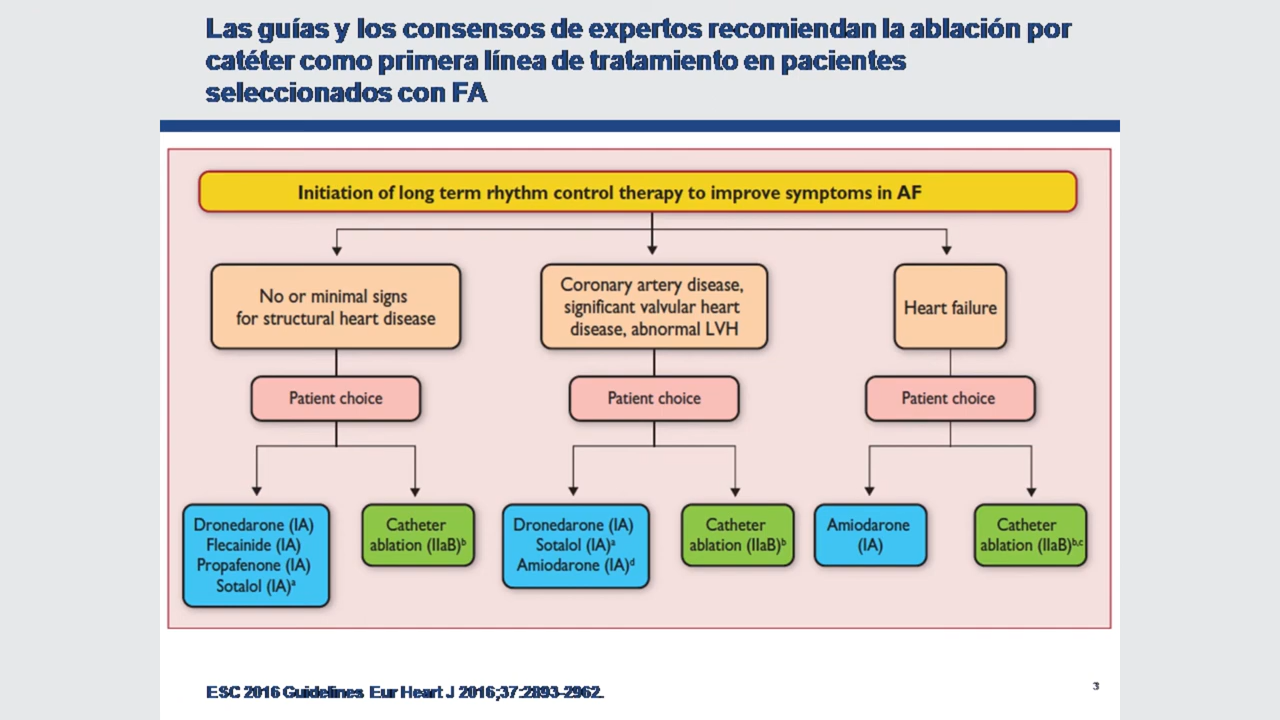 Las guías y los consensos de expertos recomiendan la ablación por
catéter como primera línea de tratamiento en pacientes
seleccionados con FA
Initiation of long term rhythm control therapy to improve symptoms in AF
No or minimal signs
for structural heart disease
Coronary artery disease,
significant valvular heart
disease, abnormal LVH
Heart failure
Patient choice
Patient choice
Patient choice
Dronedarone (IA)
Flecainide (IA)
Propafenone (IA)
Sotalol (IA)ᵃ
Catheter
ablation (IIaB)ᵇ
Dronedarone (IA)
Sotalol (IA)ᵃ
Amiodarone (IA)ᵈ
Catheter
ablation (IIaB)ᵇ
Amiodarone
(IA)
Catheter
ablation (IIaB)ᵇ,ᶜ
ESC 2016 Guidelines Eur Heart J 2016;37:2893-2962.
3